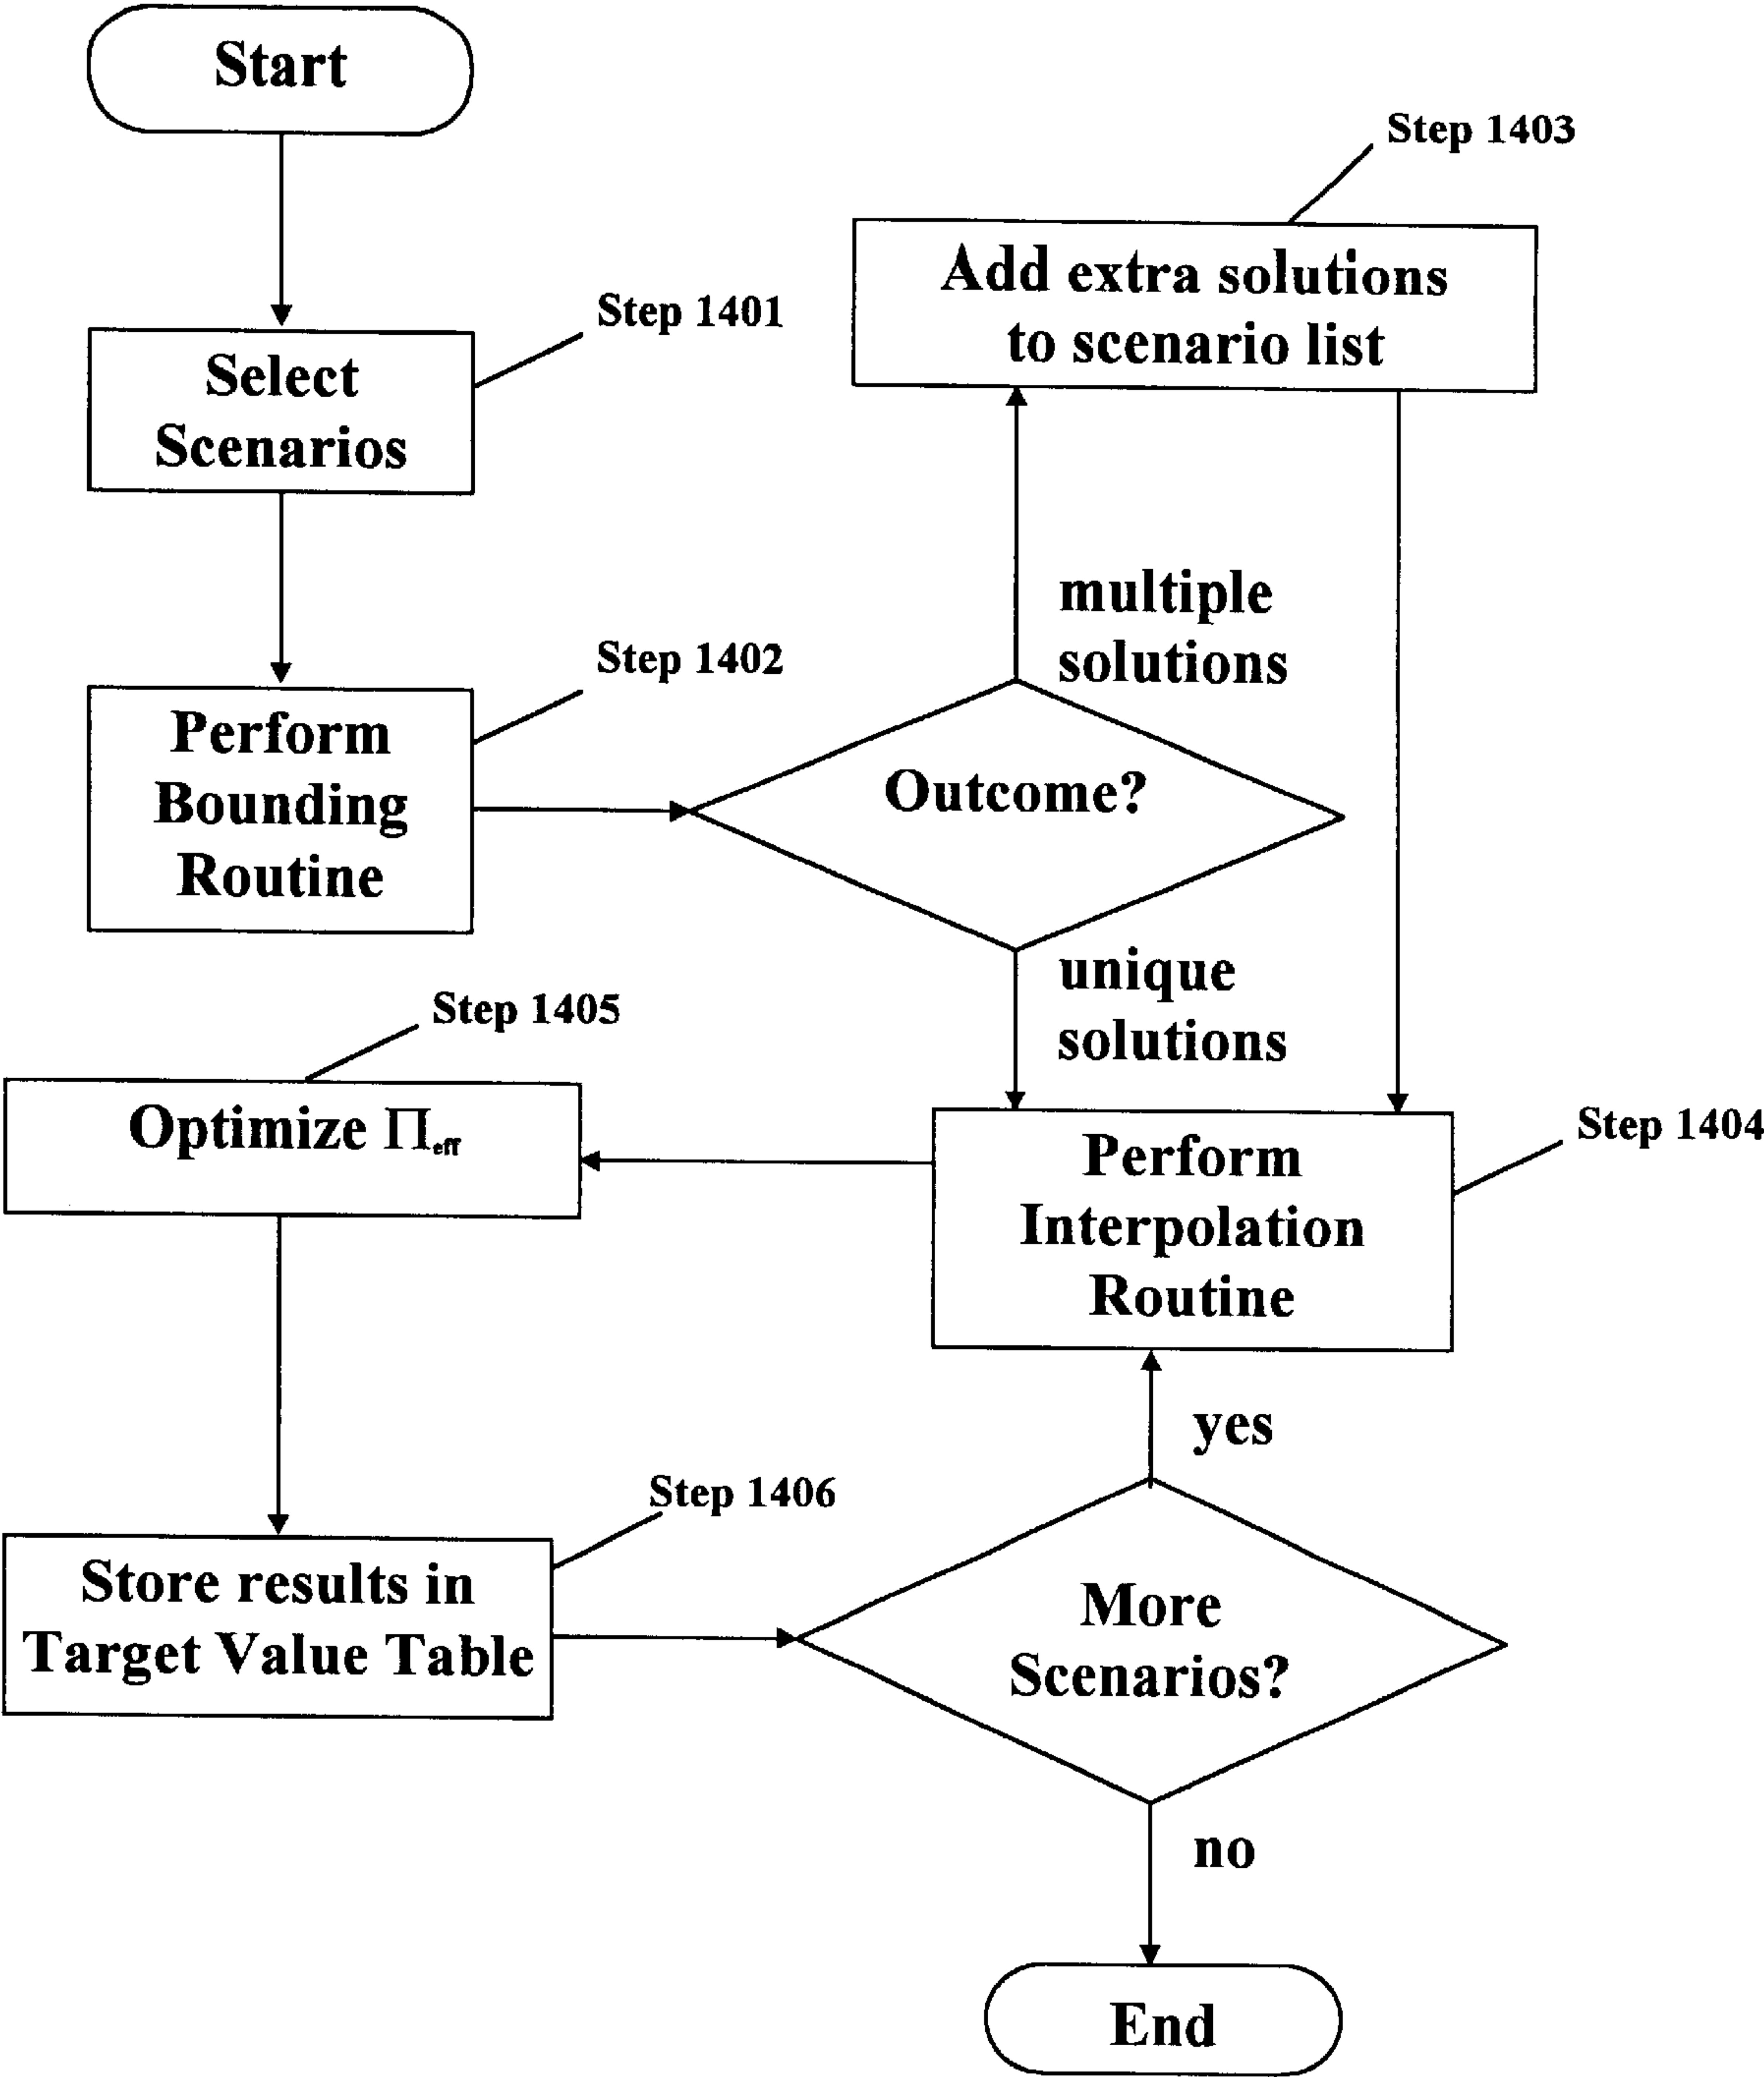 Start
Step 1401
Select
Scenarios
Step 1402
Perform
Bounding
Routine
Outcome?
multiple
solutions
Step 1403
Add extra solutions
to scenario list
unique
solutions
Step 1404
Perform
Interpolation
Routine
Step 1405
Optimize Πeff
Step 1406
Store results in
Target Value Table
More
Scenarios?
yes
no
End